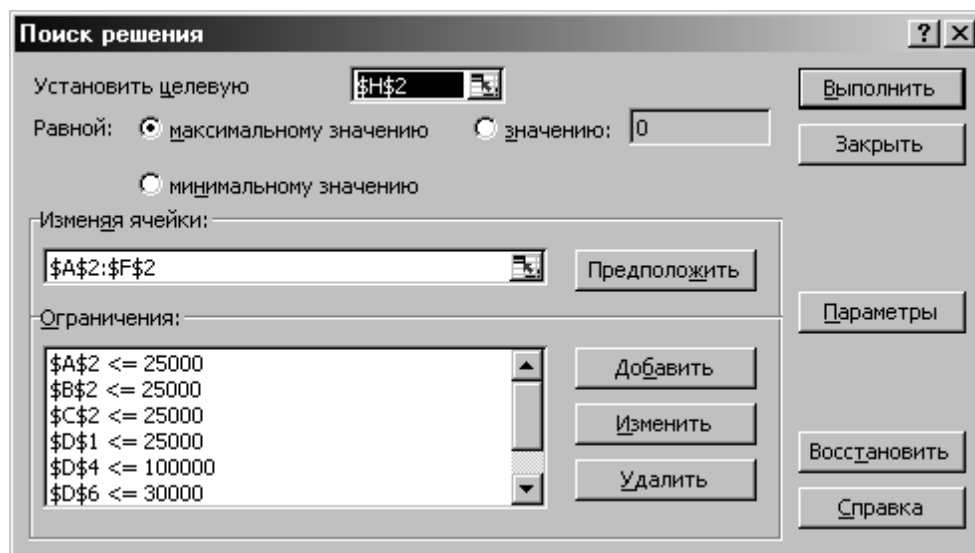 Поиск решения
Установить целевую $H$2
Выполнить
Равной: максимальному значению значению: 0
Закрыть
минимальному значению
Изменяя ячейки:
$A$2:$F$2
Предположить
Параметры
Ограничения:
$A$2 <= 25000
$B$2 <= 25000
$C$2 <= 25000
$D$1 <= 25000
$D$4 <= 100000
$D$6 <= 30000
Добавить
Изменить
Удалить
Восстановить
Справка